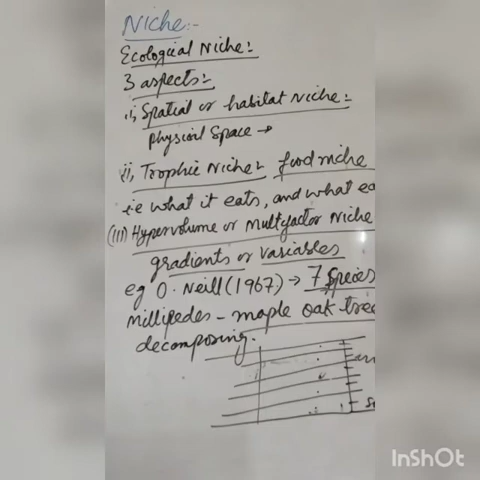 Niche:-
Ecological Niche:-
3 aspects:-
(i) Spatial or habitat Niche:-
Physical Space →
(ii) Trophic Niche:- food niche
i.e what it eats, and what ea
(III) Hypervolume or Multifactor Niche
gradients or variables
eg O. Neill (1967) → 7 Species
Millipedes - maple oak tree
decomposing.
InShOt